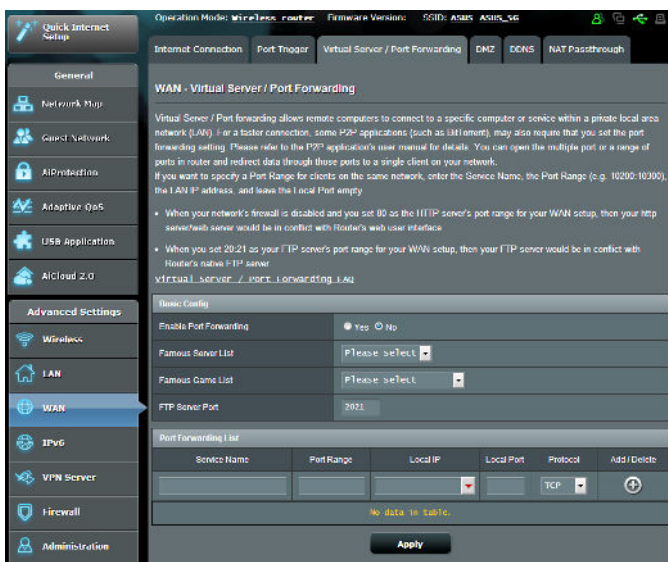 Quick Internet
Setup
General
Network Map
Guest Network
AiProtection
Adaptive QoS
USB Application
AiCloud 2.0
Advanced Settings
Wireless
LAN
WAN
IPv6
VPN Server
Firewall
Administration
Operation Mode: Wireless router Firmware Version: SSID: ASUS ASUS_5G
Internet Connection Port Trigger Virtual Server / Port Forwarding DMZ DDNS NAT Passthrough
WAN - Virtual Server / Port Forwarding
Virtual Server / Port forwarding allows remote computers to connect to a specific computer or service within a private local area
network (LAN). For a faster connection, some P2P applications (such as BitTorrent), may also require that you set the port
forwarding setting. Please refer to the P2P application's user manual for details. You can open the multiple port or a range of
ports in router and redirect data through those ports to a single client on your network.
If you want to specify a Port Range for clients on the same network, enter the Service Name, the Port Range (e.g. 10200:10300),
the LAN IP address, and leave the Local Port empty.
• When your network's firewall is disabled and you set 80 as the HTTP server's port range for your WAN setup, then your http
server/web server would be in conflict with Router's web user interface
• When you set 20:21 as your FTP server's port range for your WAN setup, then your FTP server would be in conflict with
Router's native FTP server
Virtual Server / Port Forwarding FAQ
Basic Config
Enable Port Forwarding Yes No
Famous Server List Please select
Famous Game List Please select
FTP Server Port 2021
Port Forwarding List
Service Name Port Range Local IP Local Port Protocol Add / Delete
TCP
No data in table.
Apply